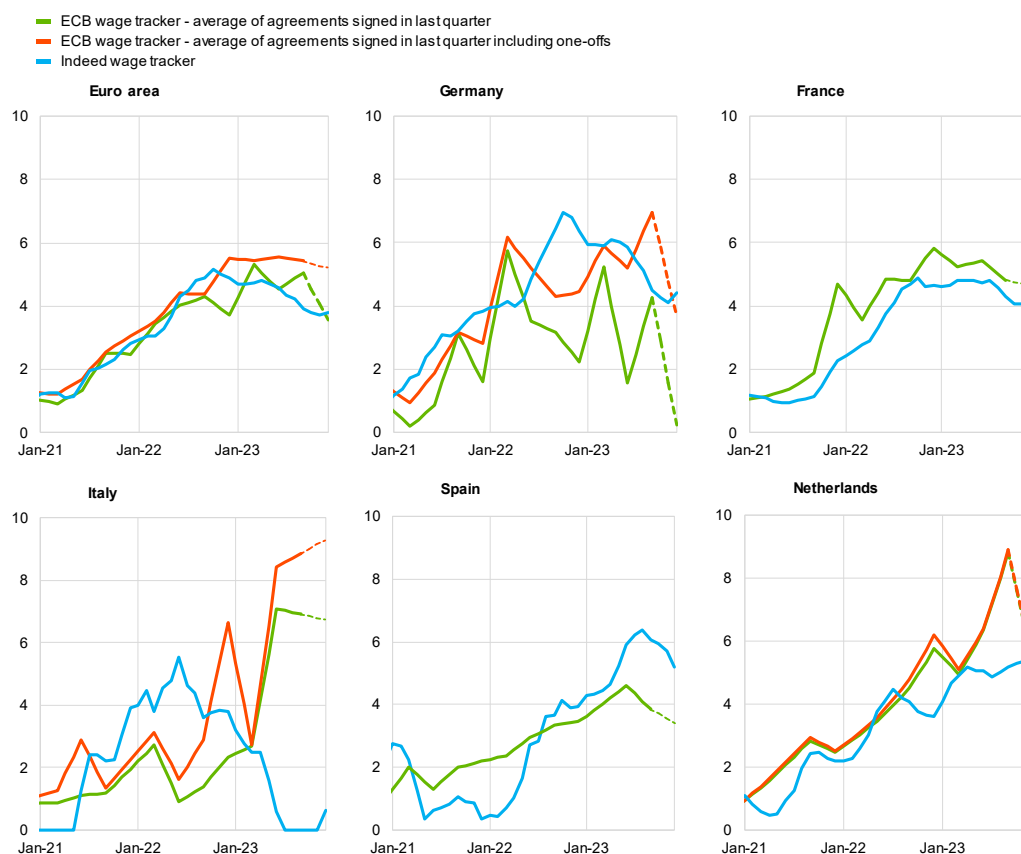 ECB wage tracker - average of agreements signed in last quarter
ECB wage tracker - average of agreements signed in last quarter including one-offs
Indeed wage tracker
Euro area
10
8
6
4
2
0
Jan-21 Jan-22 Jan-23
Germany
10
8
6
4
2
0
Jan-21 Jan-22 Jan-23
France
10
8
6
4
2
0
Jan-21 Jan-22 Jan-23
Italy
10
8
6
4
2
0
Jan-21 Jan-22 Jan-23
Spain
10
8
6
4
2
0
Jan-21 Jan-22 Jan-23
Netherlands
10
8
6
4
2
0
Jan-21 Jan-22 Jan-23